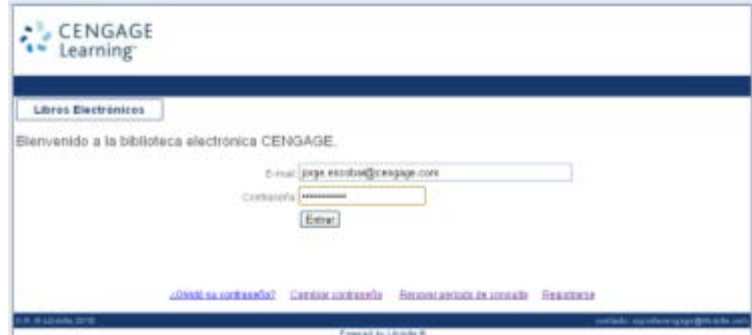 CENGAGE
Learning
Libros Electrónicos
Bienvenido a la biblioteca electrónica CENGAGE.
E-mail jorge.escobar@cengage.com
Contraseña
Entrar
¿Olvidó su contraseña? Cambiar contraseña Renovar periodo de consulta Registrarse